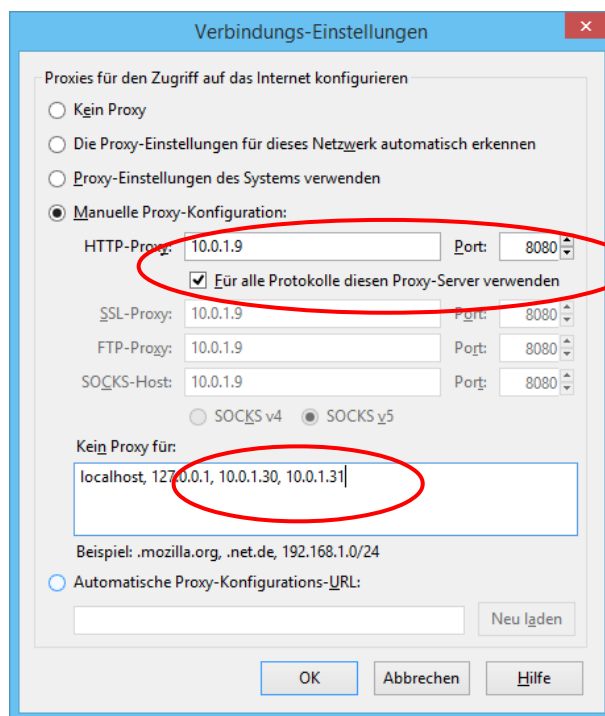 Verbindungs-Einstellungen
Proxies für den Zugriff auf das Internet konfigurieren
Kein Proxy
Die Proxy-Einstellungen für dieses Netzwerk automatisch erkennen
Proxy-Einstellungen des Systems verwenden
Manuelle Proxy-Konfiguration:
HTTP-Proxy: 10.0.1.9 Port: 8080
Für alle Protokolle diesen Proxy-Server verwenden
SSL-Proxy: 10.0.1.9 Port: 8080
FTP-Proxy: 10.0.1.9 Port: 8080
SOCKS-Host: 10.0.1.9 Port: 8080
SOCKS v4 SOCKS v5
Kein Proxy für:
localhost, 127.0.0.1, 10.0.1.30, 10.0.1.31
Beispiel: .mozilla.org, .net.de, 192.168.1.0/24
Automatische Proxy-Konfigurations-URL:
Neu laden
OK Abbrechen Hilfe